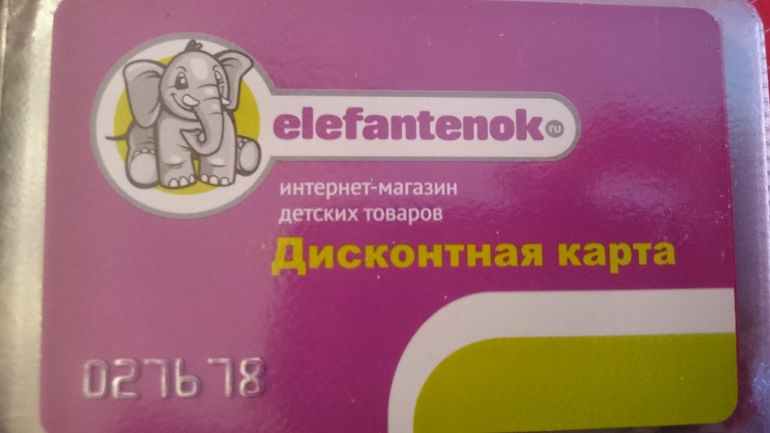 elefantenok ru
интернет-магазин
детских товаров
Дисконтная карта
027678